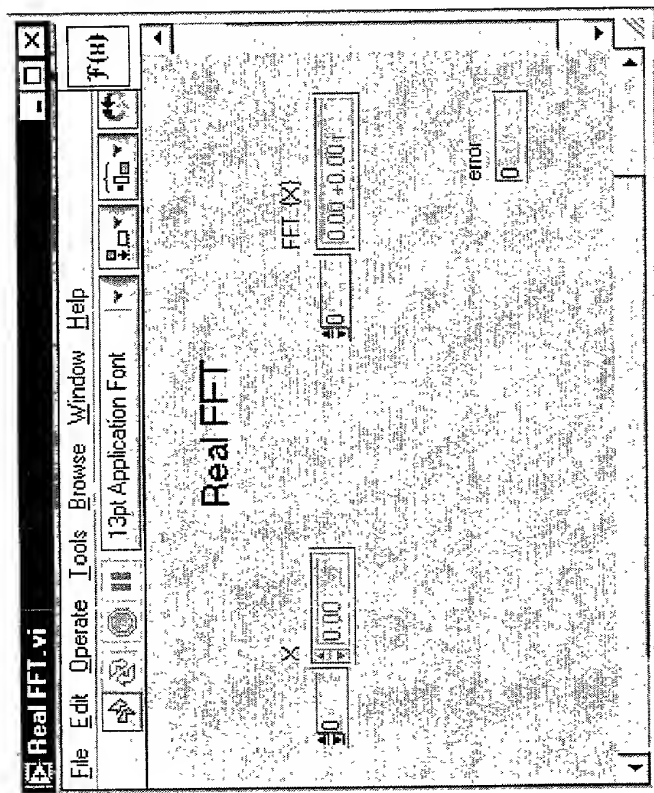 Real FFT.vi
File Edit Operate Tools Browse Window Help
13pt Application Font
F(x)
Real FFT
X
0
0.00
FFT {X}
0
0.00 +0.00 i
error
0